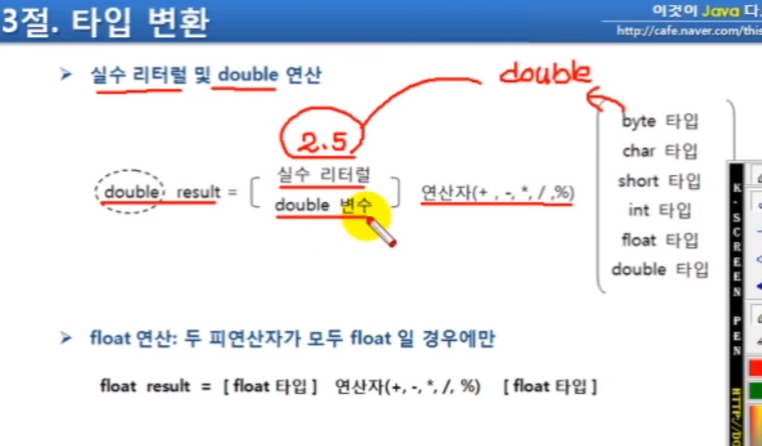 3절. 타입 변환
이것이 Java 다.
http://cafe.naver.com/this
➤ 실수 리터럴 및 double 연산
double
2.5
실수 리터럴
double result = [ ] 연산자(+ , -, *, / ,%)
double 변수
byte 타입
char 타입
short 타입
int 타입
float 타입
double 타입
➤ float 연산: 두 피연산자가 모두 float 일 경우에만
float result = [ float 타입 ] 연산자(+, -, *, /, %) [ float 타입 ]
K-SCREEN PEN HTTP://DO